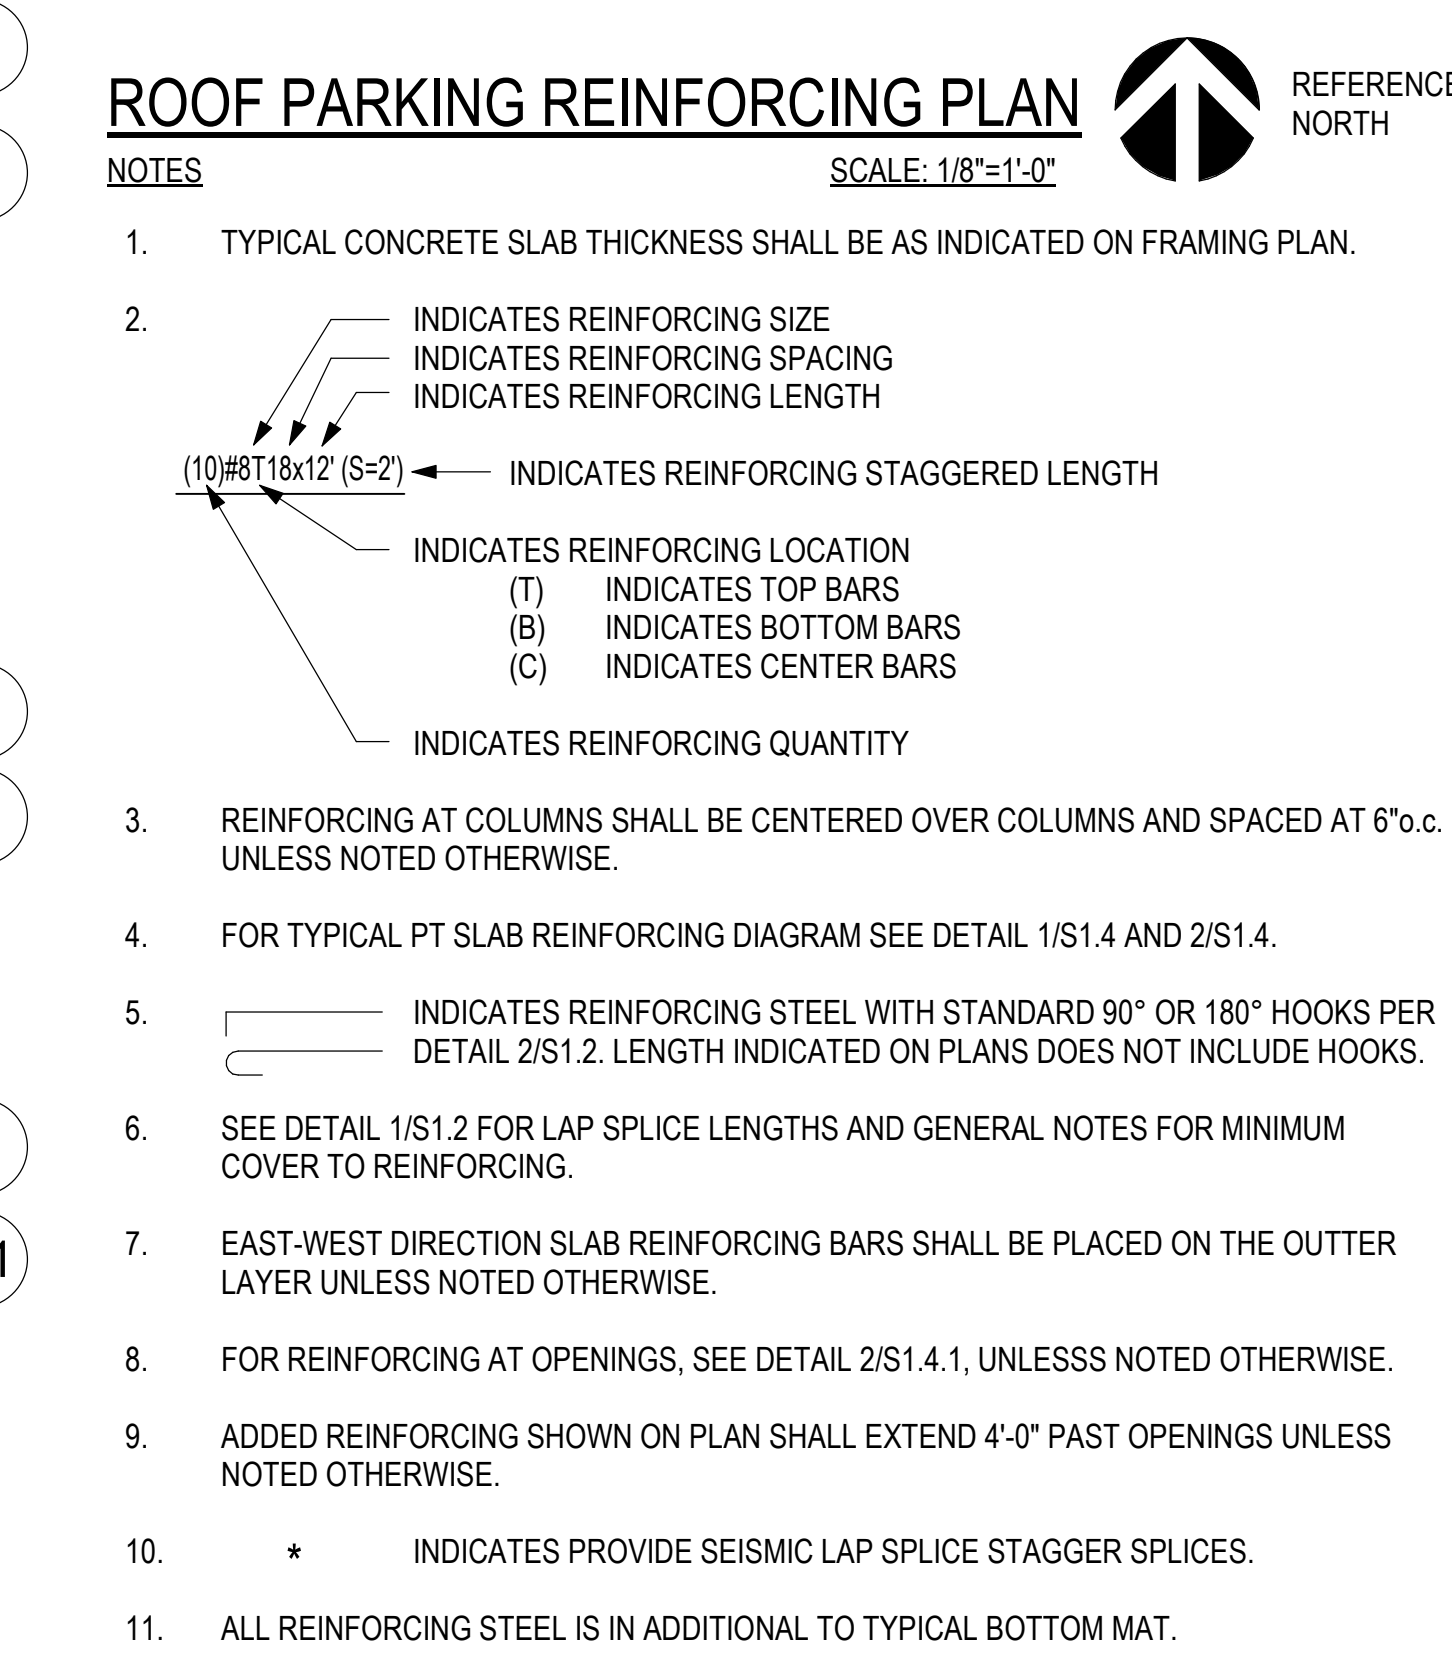 ROOF PARKING REINFORCING PLAN
REFERENCE
NORTH
NOTES
SCALE: 1/8"=1'-0"
1. TYPICAL CONCRETE SLAB THICKNESS SHALL BE AS INDICATED ON FRAMING PLAN.
2. INDICATES REINFORCING SIZE
INDICATES REINFORCING SPACING
INDICATES REINFORCING LENGTH
(10)#8T18x12' (S=2') INDICATES REINFORCING STAGGERED LENGTH
INDICATES REINFORCING LOCATION
(T) INDICATES TOP BARS
(B) INDICATES BOTTOM BARS
(C) INDICATES CENTER BARS
INDICATES REINFORCING QUANTITY
3. REINFORCING AT COLUMNS SHALL BE CENTERED OVER COLUMNS AND SPACED AT 6"o.c.
UNLESS NOTED OTHERWISE.
4. FOR TYPICAL PT SLAB REINFORCING DIAGRAM SEE DETAIL 1/S1.4 AND 2/S1.4.
5. INDICATES REINFORCING STEEL WITH STANDARD 90° OR 180° HOOKS PER
DETAIL 2/S1.2. LENGTH INDICATED ON PLANS DOES NOT INCLUDE HOOKS.
6. SEE DETAIL 1/S1.2 FOR LAP SPLICE LENGTHS AND GENERAL NOTES FOR MINIMUM
COVER TO REINFORCING.
7. EAST-WEST DIRECTION SLAB REINFORCING BARS SHALL BE PLACED ON THE OUTTER
LAYER UNLESS NOTED OTHERWISE.
1
8. FOR REINFORCING AT OPENINGS, SEE DETAIL 2/S1.4.1, UNLESSS NOTED OTHERWISE.
9. ADDED REINFORCING SHOWN ON PLAN SHALL EXTEND 4'-0" PAST OPENINGS UNLESS
NOTED OTHERWISE.
10. * INDICATES PROVIDE SEISMIC LAP SPLICE STAGGER SPLICES.
11. ALL REINFORCING STEEL IS IN ADDITIONAL TO TYPICAL BOTTOM MAT.